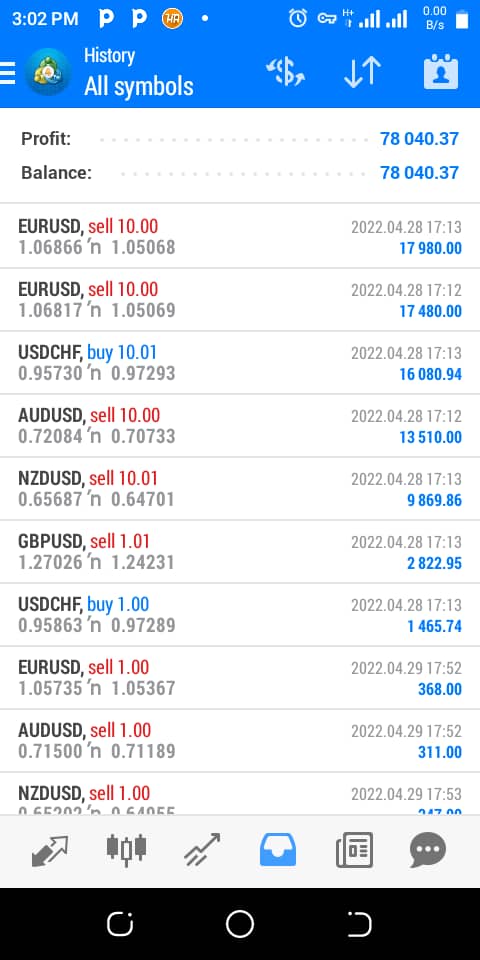 3:02 PM
H+
0.00
B/s
History
All symbols
Profit: 78 040.37
Balance: 78 040.37
EURUSD, sell 10.00 2022.04.28 17:13
1.06866 ‘n 1.05068 17 980.00
EURUSD, sell 10.00 2022.04.28 17:12
1.06817 ‘n 1.05069 17 480.00
USDCHF, buy 10.01 2022.04.28 17:13
0.95730 ‘n 0.97293 16 080.94
AUDUSD, sell 10.00 2022.04.28 17:12
0.72084 ‘n 0.70733 13 510.00
NZDUSD, sell 10.01 2022.04.28 17:13
0.65687 ‘n 0.64701 9 869.86
GBPUSD, sell 1.01 2022.04.28 17:13
1.27026 ‘n 1.24231 2 822.95
USDCHF, buy 1.00 2022.04.28 17:13
0.95863 ‘n 0.97289 1 465.74
EURUSD, sell 1.00 2022.04.29 17:52
1.05735 ‘n 1.05367 368.00
AUDUSD, sell 1.00 2022.04.29 17:52
0.71500 ‘n 0.71189 311.00
NZDUSD, sell 1.00 2022.04.29 17:53